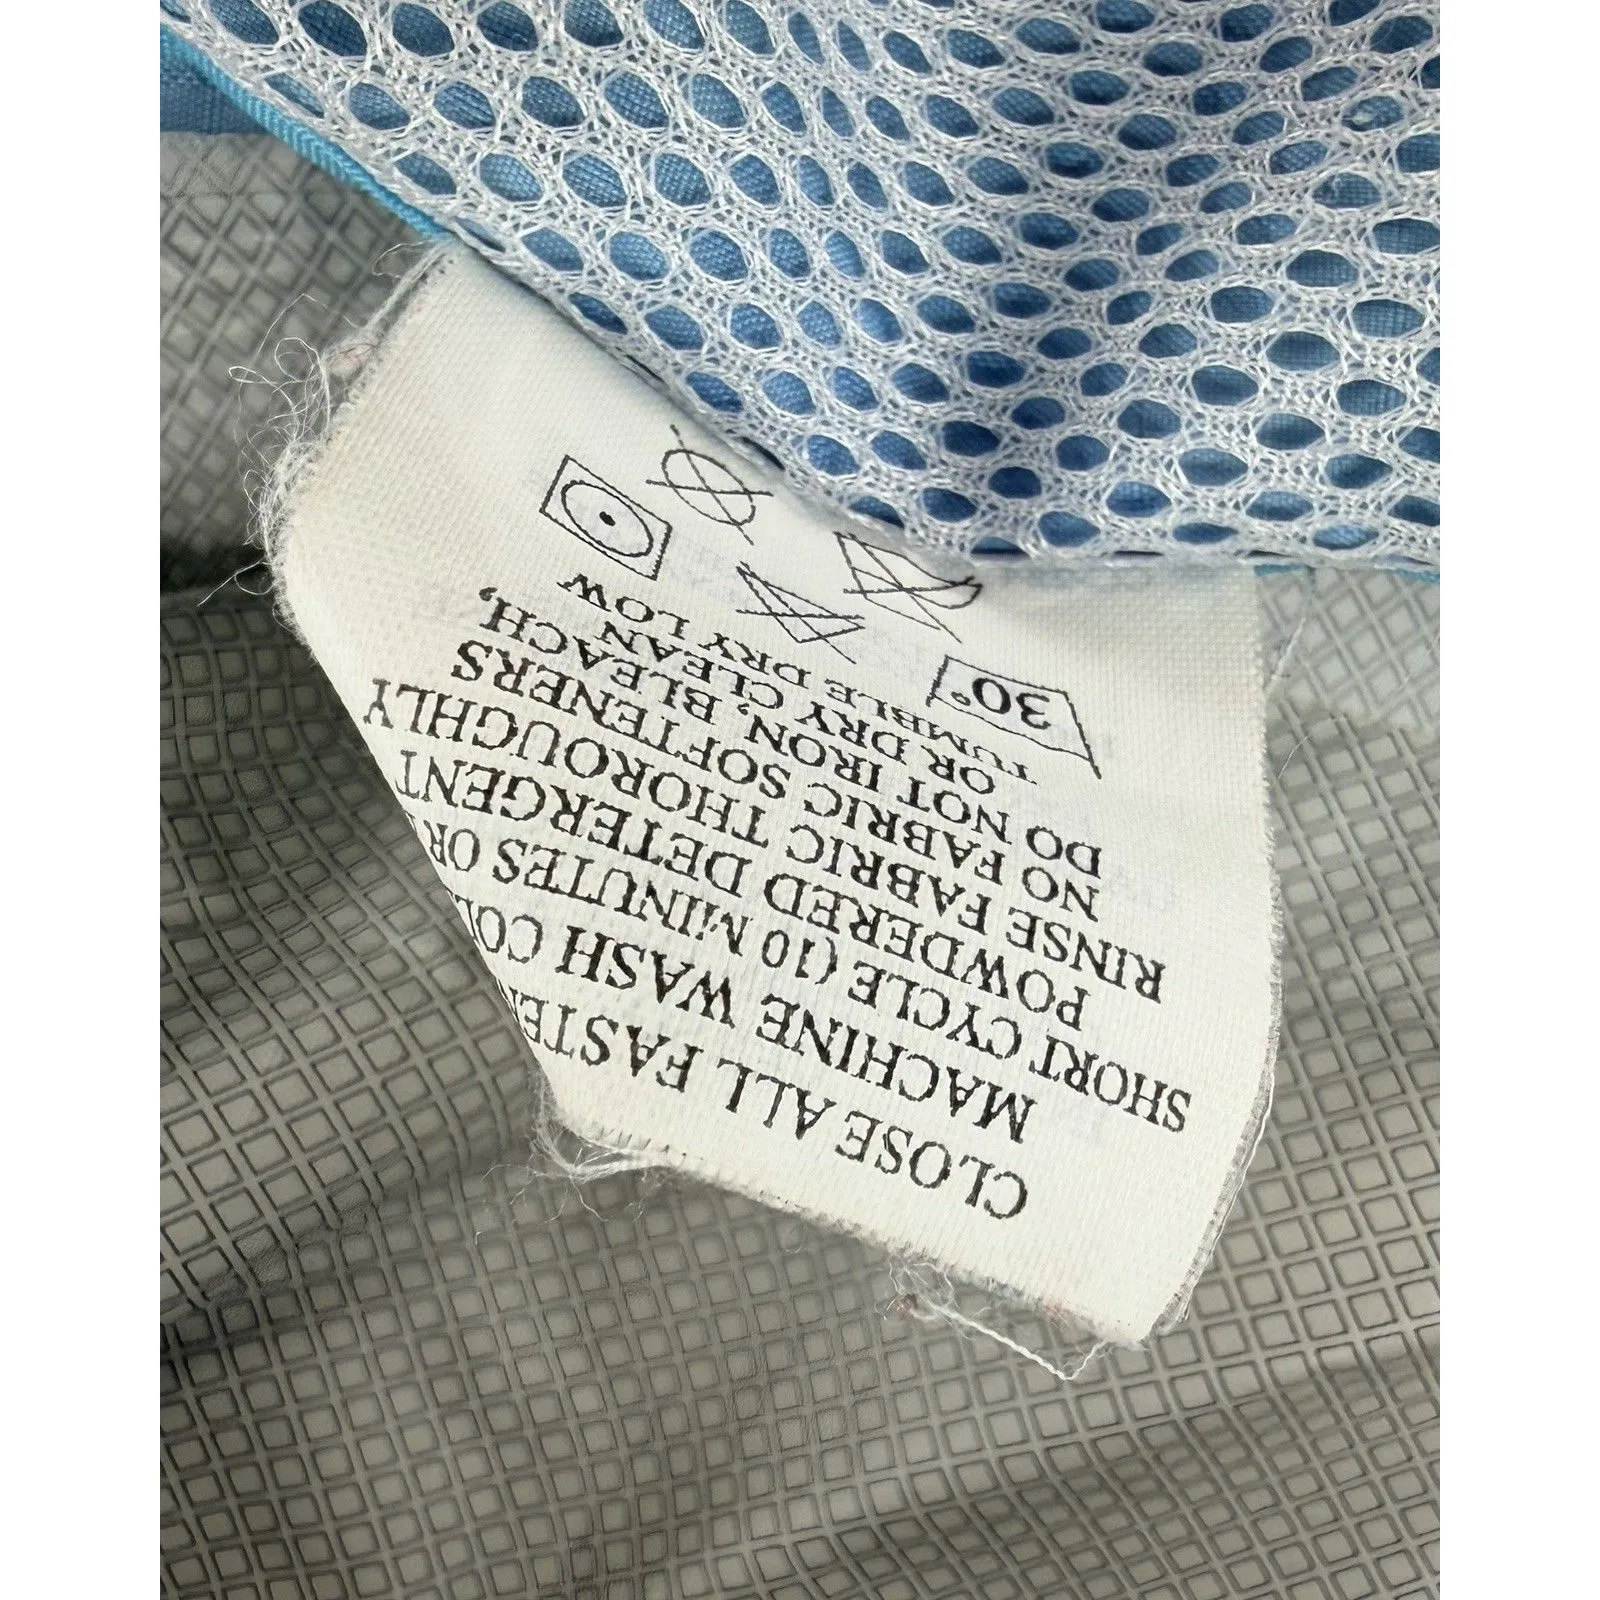 CLOSE ALL
MACHINE WASH
SHORT CYCLE (10 MiINUTES OR
POWDERED DETERGENT
RINSE FABRIC THOROUGHLY
NO FABRIC SOFTENERS
DO NOT IRON, BLEACH,
OR DRY CLEAN
TUMBLE DRY LOW
30°